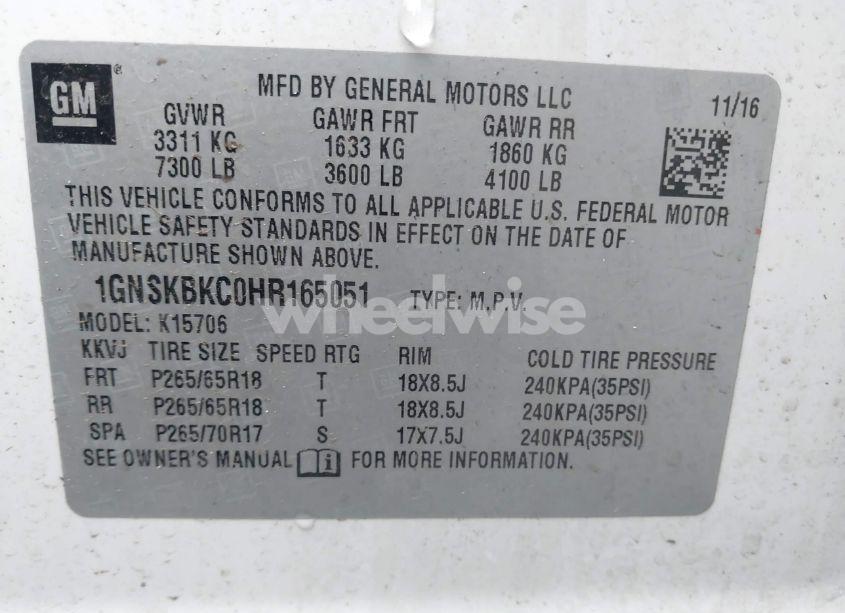 GM
MFD BY GENERAL MOTORS LLC
11/16
GVWR GAWR FRT GAWR RR
3311 KG 1633 KG 1860 KG
7300 LB 3600 LB 4100 LB
THIS VEHICLE CONFORMS TO ALL APPLICABLE U.S. FEDERAL MOTOR
VEHICLE SAFETY STANDARDS IN EFFECT ON THE DATE OF
MANUFACTURE SHOWN ABOVE.
1GNSKBKC0HR165051 TYPE: M.P.V.
wheelwise
MODEL: K15706
KKVJ TIRE SIZE SPEED RTG RIM COLD TIRE PRESSURE
FRT P265/65R18 T 18X8.5J 240KPA(35PSI)
RR P265/65R18 T 18X8.5J 240KPA(35PSI)
SPA P265/70R17 S 17X7.5J 240KPA(35PSI)
SEE OWNER'S MANUAL i FOR MORE INFORMATION.